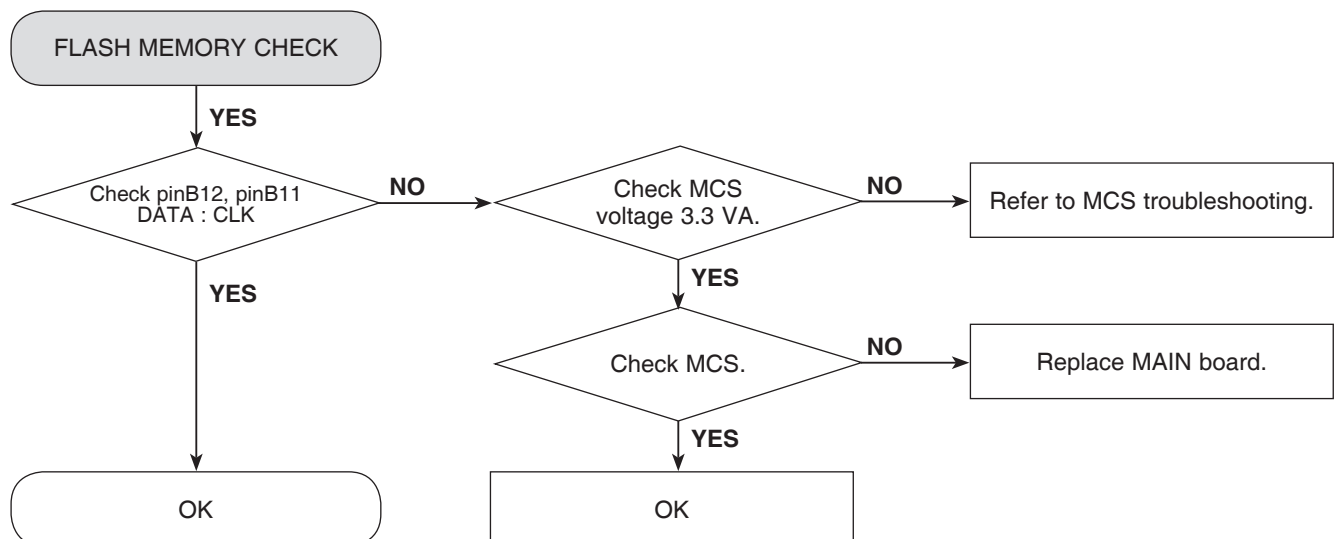 FLASH MEMORY CHECK
YES
Check pinB12, pinB11
DATA : CLK
NO
Check MCS
voltage 3.3 VA.
NO
Refer to MCS troubleshooting.
YES
YES
Check MCS.
NO
Replace MAIN board.
YES
OK
OK